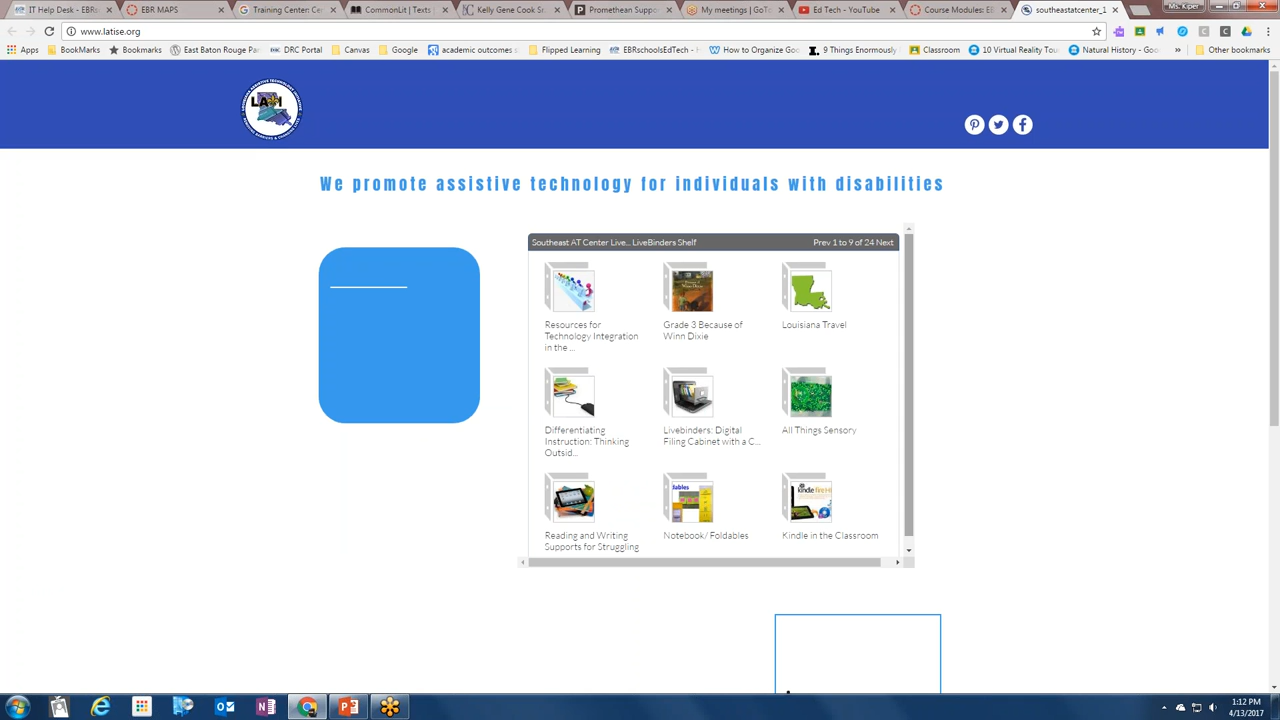 IT Help Desk - EBRs
EBR MAPS
Training Center: Ce
CommonLit | Texts
Kelly Gene Cook Sr.
Promethean Suppo
My meetings | GoTo
Ed Tech - YouTube
Course Modules: EB
southeastatcenter_1
Ms. Kiper
www.latise.org
Apps
BookMarks
Bookmarks
East Baton Rouge Par
DRC Portal
Canvas
Google
academic outcomes s
Flipped Learning
EBRschoolsEdTech -
How to Organize Go
9 Things Enormously
Classroom
10 Virtual Reality Tou
Natural History - Goo
Other bookmarks
We promote assistive technology for individuals with disabilities
Southeast AT Center Live... LiveBinders Shelf
Prev 1 to 9 of 24 Next
Resources for
Technology Integration
in the ...
Grade 3 Because of
Winn Dixie
Louisiana Travel
Differentiating
Instruction: Thinking
Outsid...
Livebinders: Digital
Filing Cabinet with a C...
All Things Sensory
Reading and Writing
Supports for Struggling
Notebook/ Foldables
Kindle in the Classroom
1:12 PM
4/13/2017